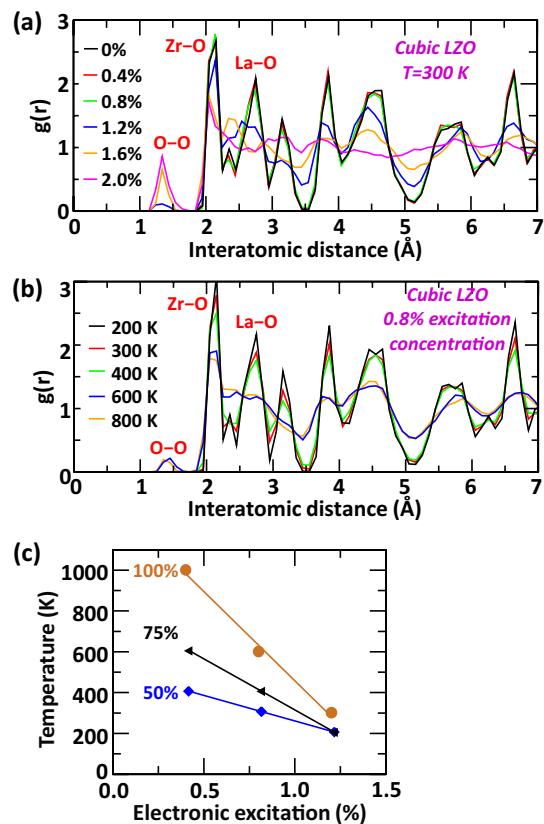 (a)
3
2
1
0
g(r)
Zr–O
La–O
O–O
Cubic LZO
T=300 K
0%
0.4%
0.8%
1.2%
1.6%
2.0%
0 1 2 3 4 5 6 7
Interatomic distance (Å)
(b)
3
2
1
0
g(r)
Zr–O
La–O
O–O
Cubic LZO
0.8% excitation
concentration
200 K
300 K
400 K
600 K
800 K
0 1 2 3 4 5 6 7
Interatomic distance (Å)
(c)
1000
800
600
400
200
0
Temperature (K)
100%
75%
50%
0.0 0.5 1.0 1.5
Electronic excitation (%)